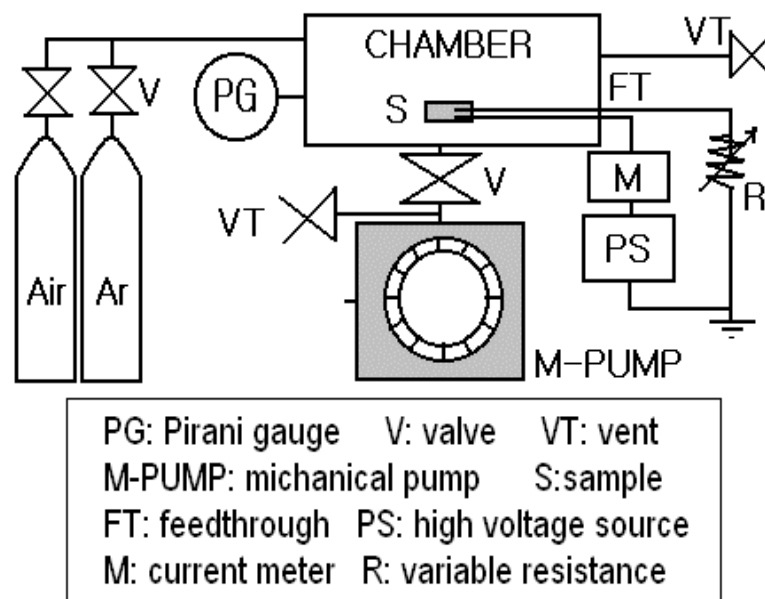 CHAMBER
VT
PG
V
S
FT
V
M
R
VT
PS
Air
Ar
M-PUMP
PG: Pirani gauge V: valve VT: vent
M-PUMP: michanical pump S:sample
FT: feedthrough PS: high voltage source
M: current meter R: variable resistance